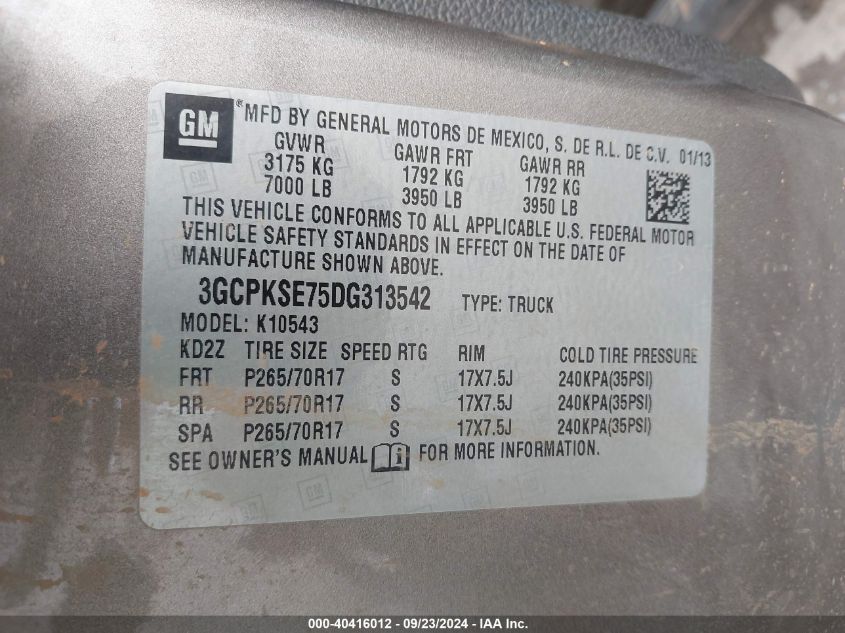 GM
®MFD BY GENERAL MOTORS DE MEXICO, S. DE R.L. DE C.V. 01/13
GVWR GAWR FRT GAWR RR
3175 KG 1792 KG 1792 KG
7000 LB 3950 LB 3950 LB
THIS VEHICLE CONFORMS TO ALL APPLICABLE U.S. FEDERAL MOTOR
VEHICLE SAFETY STANDARDS IN EFFECT ON THE DATE OF
MANUFACTURE SHOWN ABOVE.
3GCPKSE75DG313542 TYPE: TRUCK
MODEL: K10543
KD2Z TIRE SIZE SPEED RTG RIM COLD TIRE PRESSURE
FRT P265/70R17 S 17X7.5J 240KPA(35PSI)
RR P265/70R17 S 17X7.5J 240KPA(35PSI)
SPA P265/70R17 S 17X7.5J 240KPA(35PSI)
SEE OWNER'S MANUAL i FOR MORE INFORMATION.
000-40416012 - 09/23/2024 - IAA Inc.